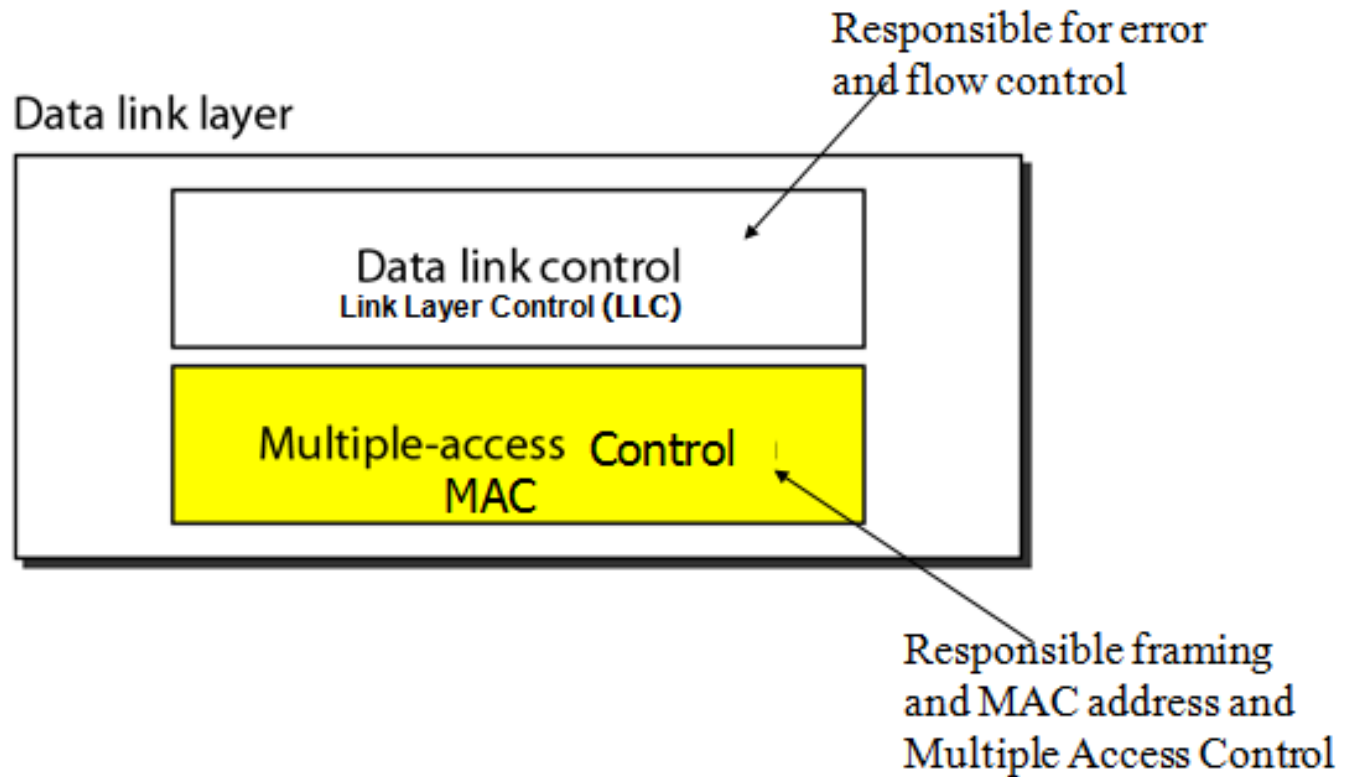 Responsible for error
and flow control
Data link layer
Data link control
Link Layer Control (LLC)
Multiple-access Control
MAC
Responsible framing
and MAC address and
Multiple Access Control